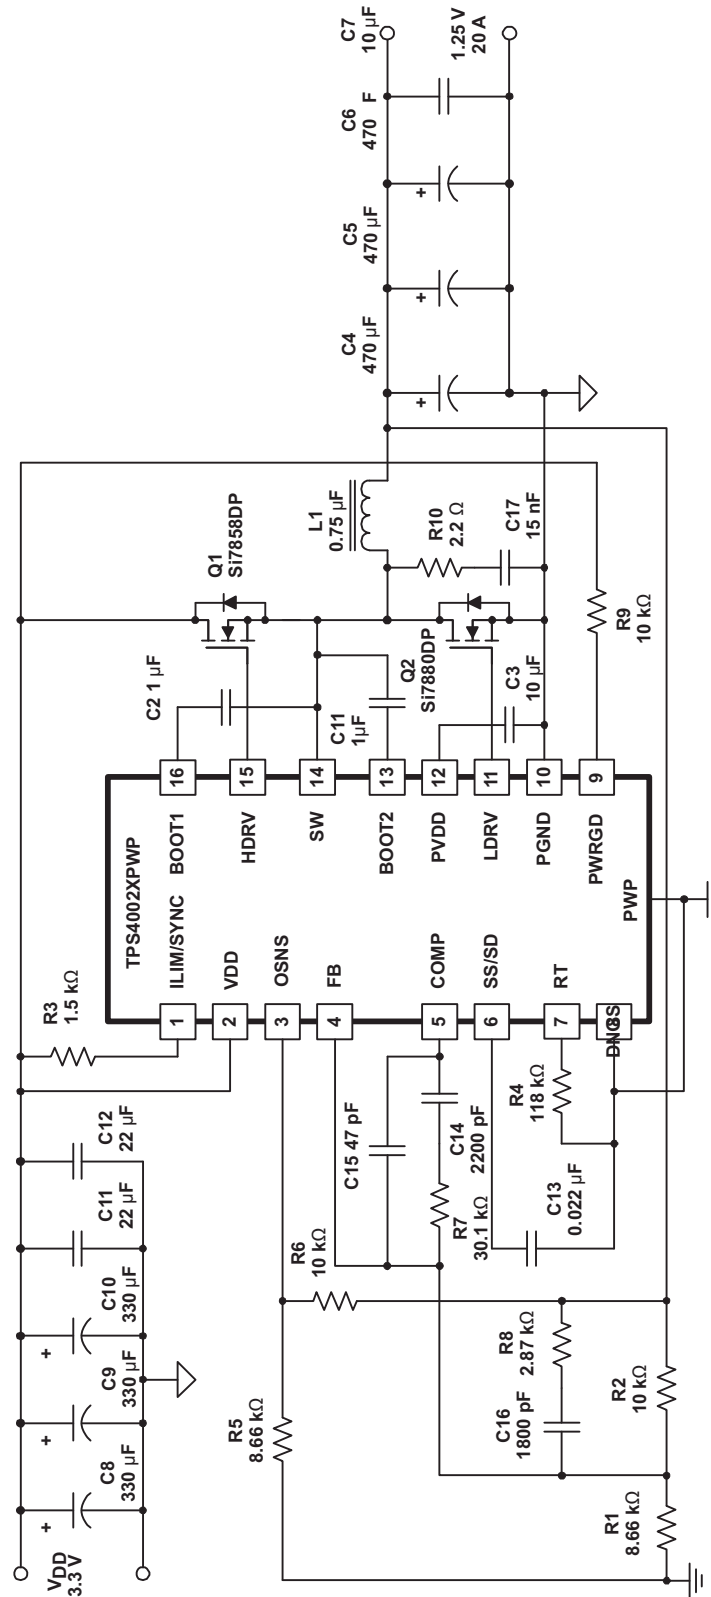 VDD
3.3 V
C8
330 µF
C9
330 µF
C10
330 µF
C11
22 µF
C12
22 µF
R3
1.5 kΩ
TPS4002XPWP
1
ILIM/SYNC
2
VDD
3
OSNS
4
FB
5
COMP
6
SS/SD
7
RT
8
DNGSS
BOOT1
16
HDRV
15
SW
14
BOOT2
13
PVDD
12
LDRV
11
PGND
10
PWRGD
9
PWP
C2 1 µF
Q1
Si7858DP
C11
1µF
Q2
Si7880DP
L1
0.75 µF
R10
2.2 Ω
C17
15 nF
C3
10 µF
R9
10 kΩ
C4
470 µF
C5
470 µF
C6
470 F
C7
10 µF
1.25 V
20 A
R5
8.66 kΩ
R6
10 kΩ
C15 47 pF
C14
2200 pF
R7
30.1 kΩ
R4
118 kΩ
C13
0.022 µF
R8
2.87 kΩ
C16
1800 pF
R2
10 kΩ
R1
8.66 kΩ
+
+
+
+
+
+